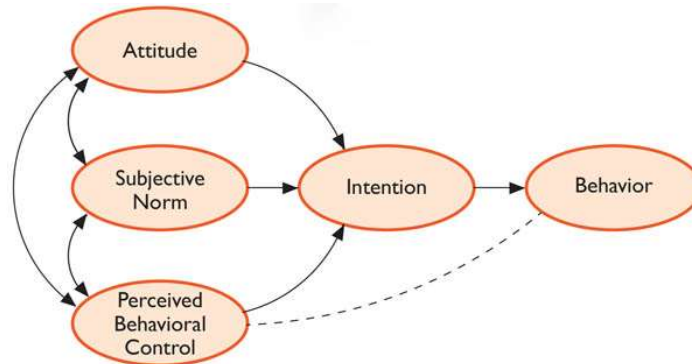 Attitude
Subjective
Norm
Intention
Behavior
Perceived
Behavioral
Control